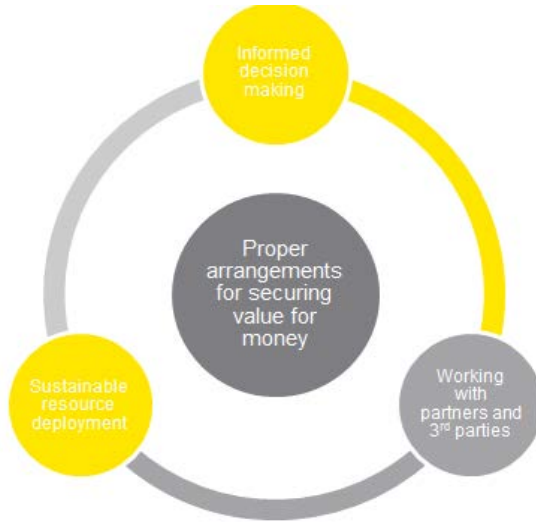 Informed
decision
making
Proper
arrangements
for securing
value for
money
Sustainable
resource
deployment
Working
with
partners and
3rd parties